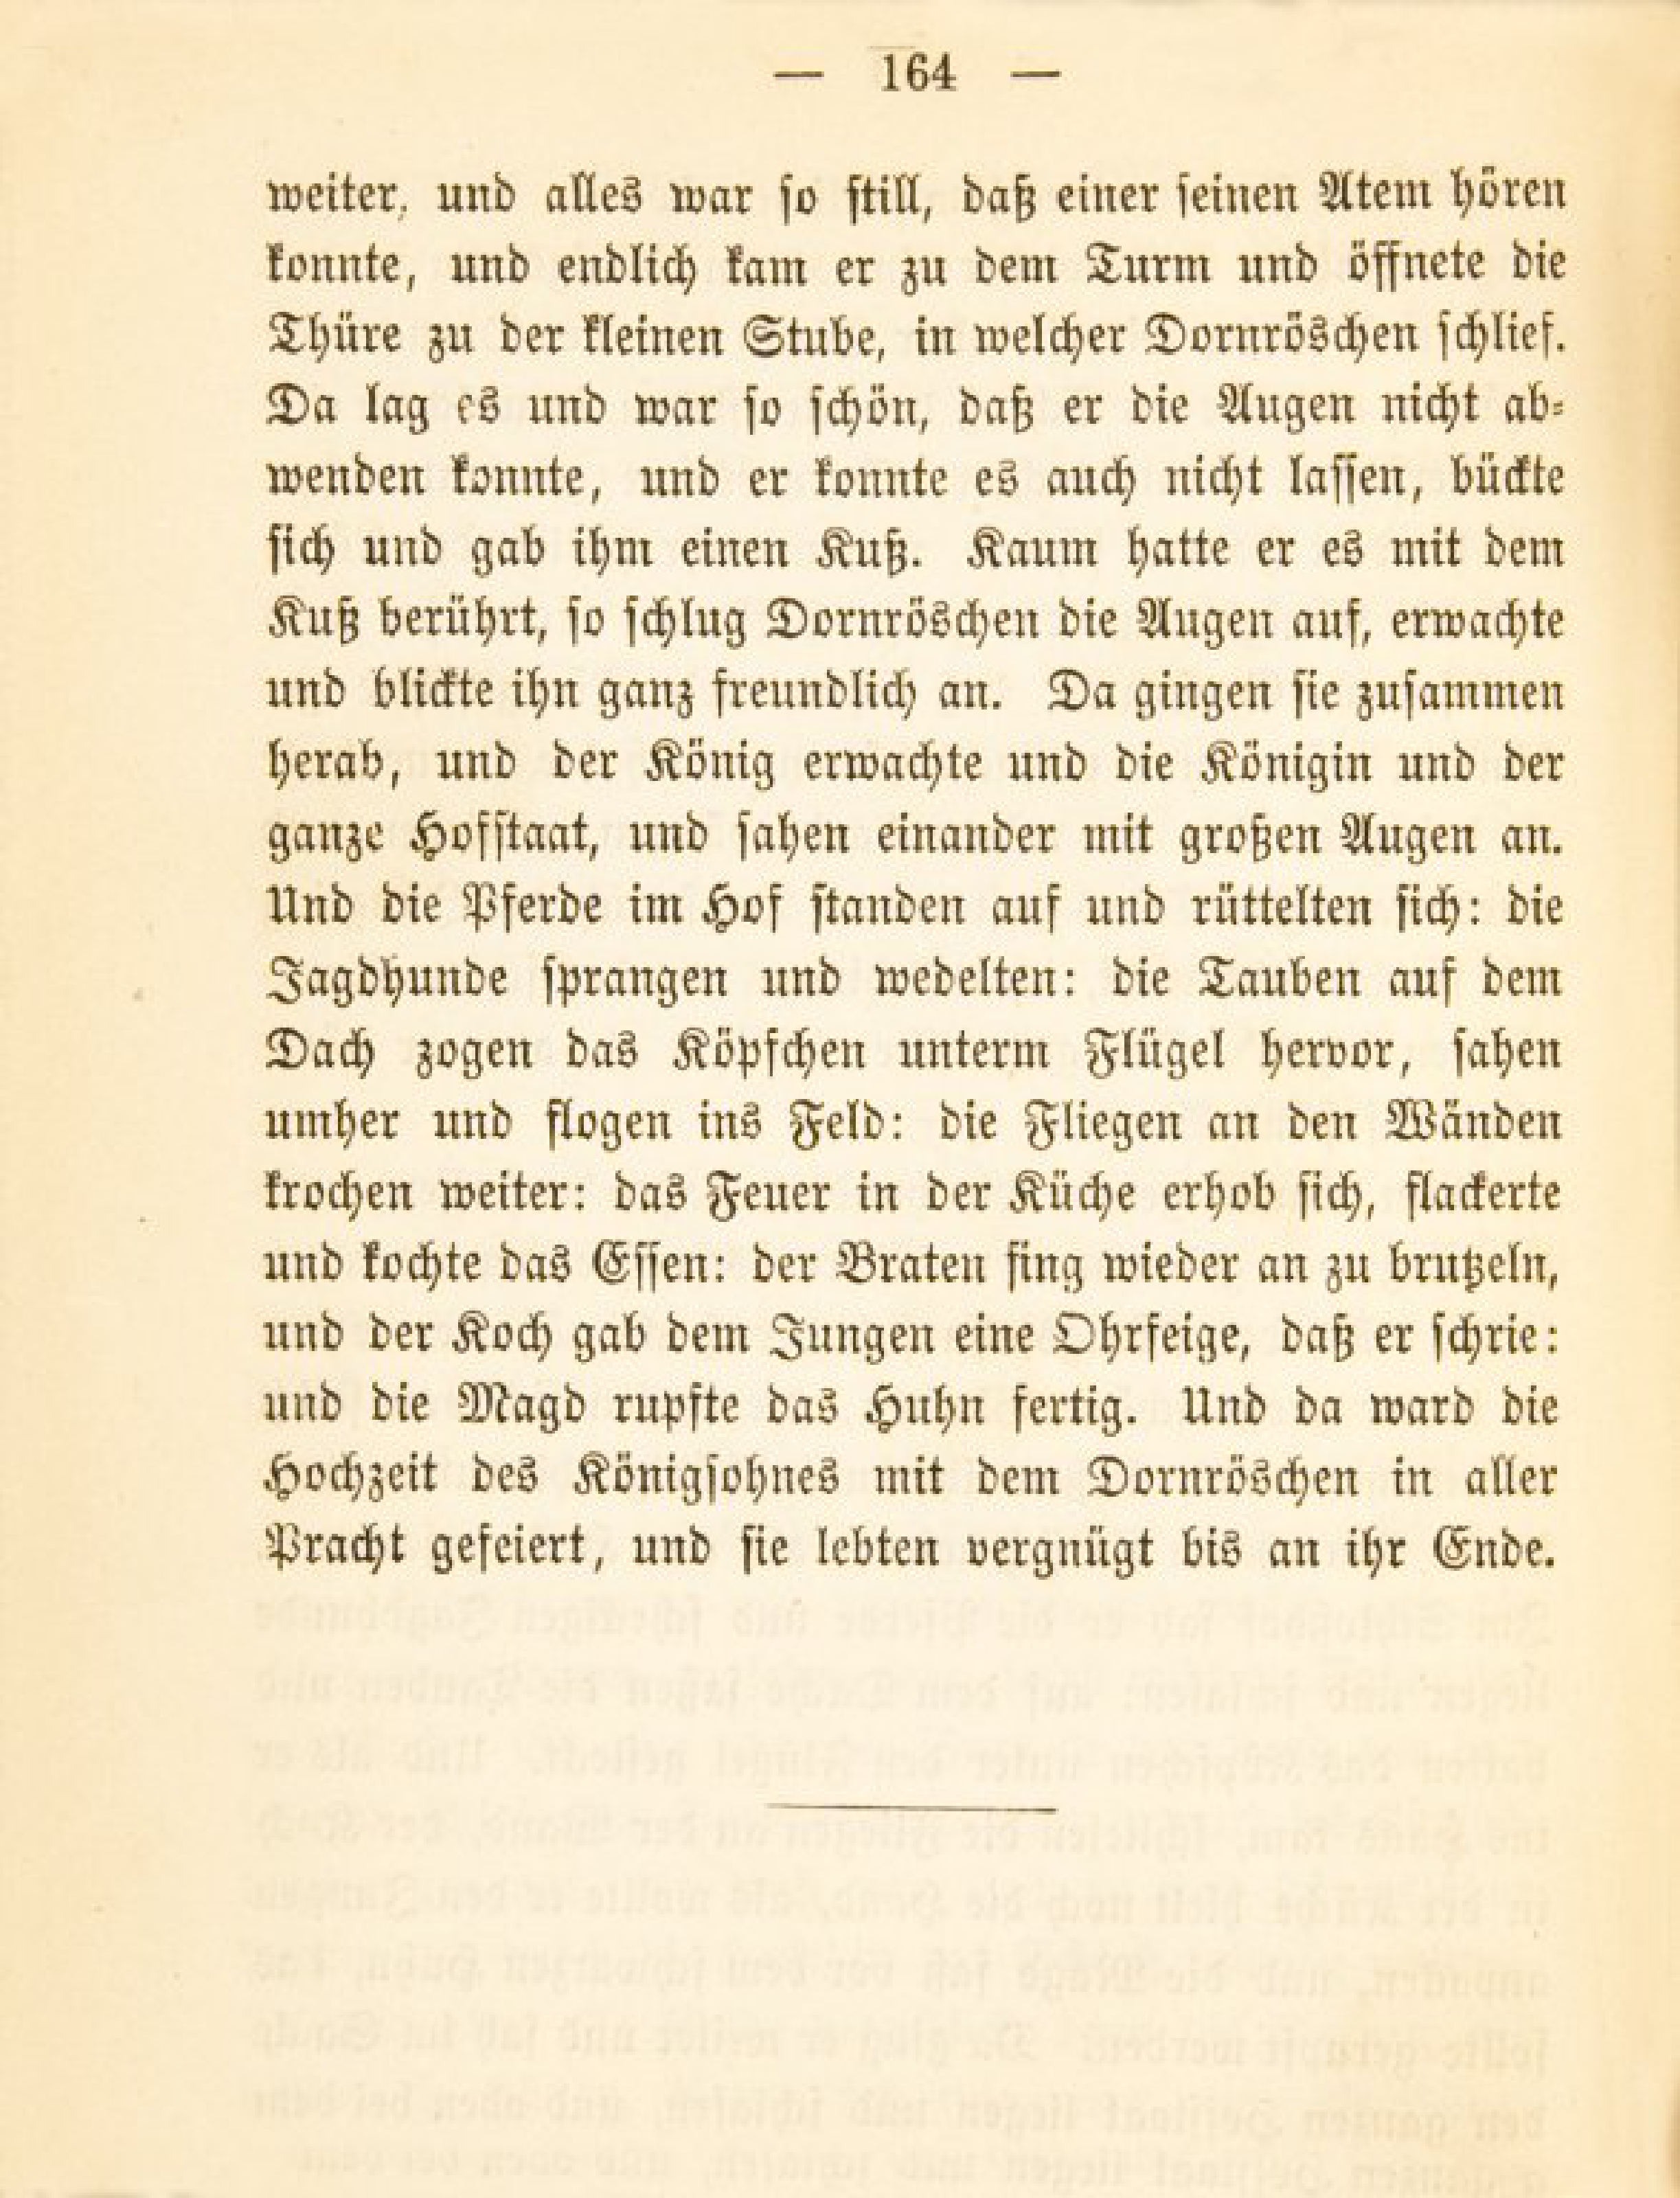 — 164 —
weiter, und alles war so still, daß einer seinen Atem hören
konnte, und endlich kam er zu dem Turm und öffnete die
Thüre zu der kleinen Stube, in welcher Dornröschen schlief.
Da lag es und war so schön, daß er die Augen nicht ab-
wenden konnte, und er konnte es auch nicht lassen, bückte
sich und gab ihm einen Kuß. Kaum hatte er es mit dem
Kuß berührt, so schlug Dornröschen die Augen auf, erwachte
und blickte ihn ganz freundlich an. Da gingen sie zusammen
herab, und der König erwachte und die Königin und der
ganze Hofstaat, und sahen einander mit großen Augen an.
Und die Pferde im Hof standen auf und rüttelten sich: die
Jagdhunde sprangen und wedelten: die Tauben auf dem
Dach zogen das Köpfchen unterm Flügel hervor, sahen
umher und flogen ins Feld: die Fliegen an den Wänden
krochen weiter: das Feuer in der Küche erhob sich, flackerte
und kochte das Essen: der Braten fing wieder an zu brutzeln,
und der Koch gab dem Jungen eine Ohrfeige, daß er schrie:
und die Magd rupfte das Huhn fertig. Und da ward die
Hochzeit des Königsohnes mit dem Dornröschen in aller
Pracht gefeiert, und sie lebten vergnügt bis an ihr Ende.